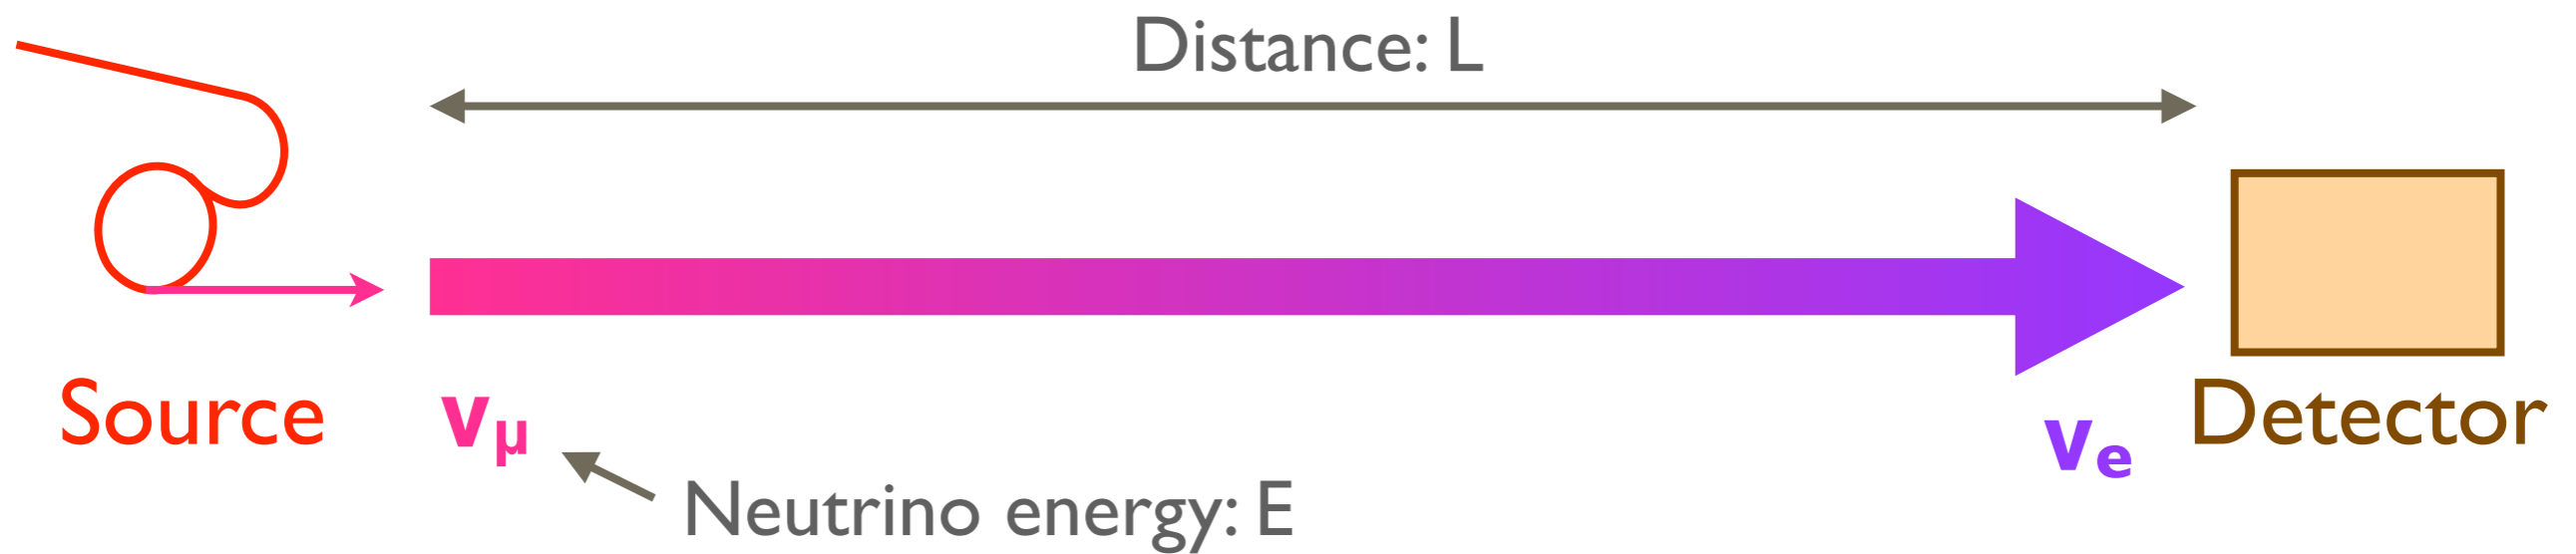 Distance: L
Source
νμ
Neutrino energy: E
νe
Detector